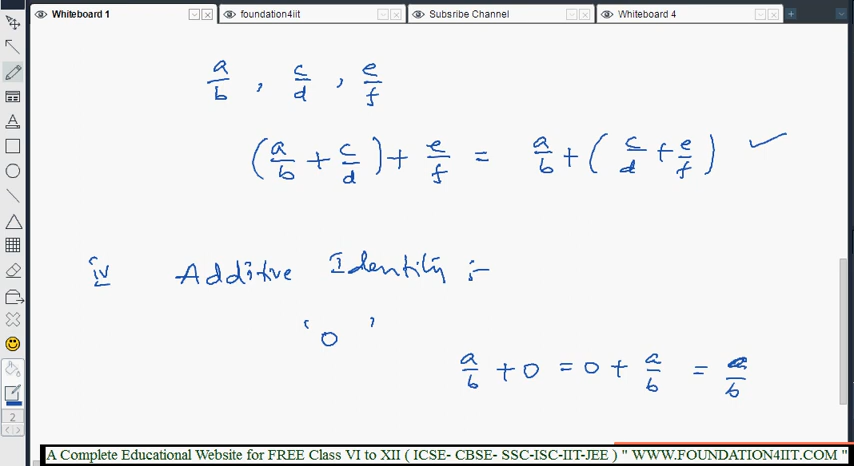 Whiteboard 1 foundation4iit Subsribe Channel Whiteboard 4
a/b , c/d , e/f
(a/b + c/d) + e/f = a/b + (c/d + e/f) ✓
iv Additive Identity :-
'0'
a/b + 0 = 0 + a/b = a/b
2
A Complete Educational Website for FREE Class VI to XII ( ICSE- CBSE- SSC-ISC-IIT-JEE ) " WWW.FOUNDATION4IIT.COM "